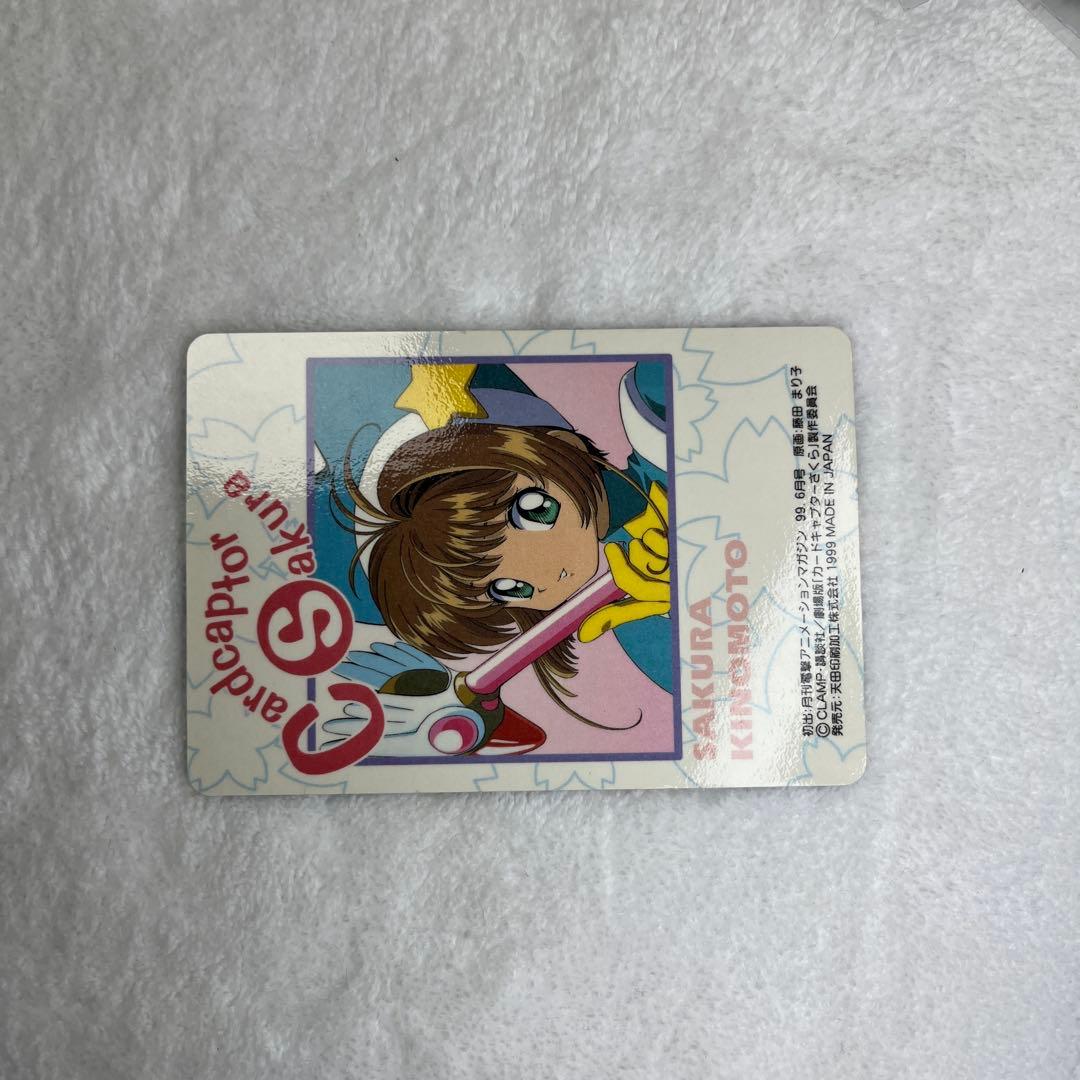 Cardcaptor
Sakura
SAKURA
KINOMOTO
初出:月刊電撃アニメーションマガジン 99. 6月号 原画:藤田 まり子
©CLAMP・講談社／劇場版「カードキャプターさくら」製作委員会
発売元:天田印刷加工株式会社 1999 MADE IN JAPAN